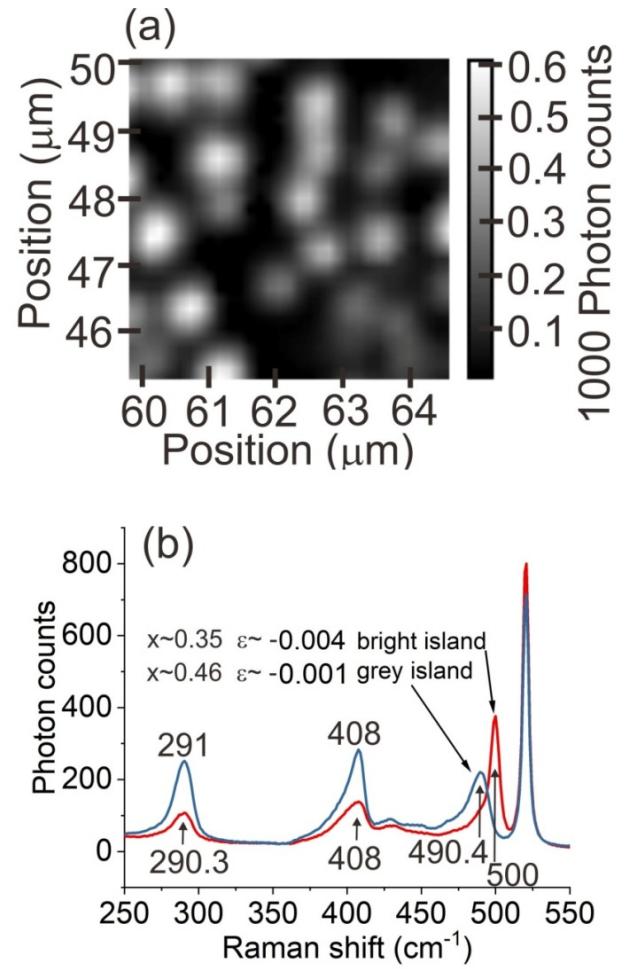 (a)
50
49
48
47
46
Position (μm)
60 61 62 63 64
Position (μm)
0.6
0.5
0.4
0.3
0.2
0.1
1000 Photon counts
(b)
800
600
400
200
0
Photon counts
x~0.35 ε~ -0.004 bright island
x~0.46 ε~ -0.001 grey island
291
408
290.3
408
490.4
500
250 300 350 400 450 500 550
Raman shift (cm⁻¹)